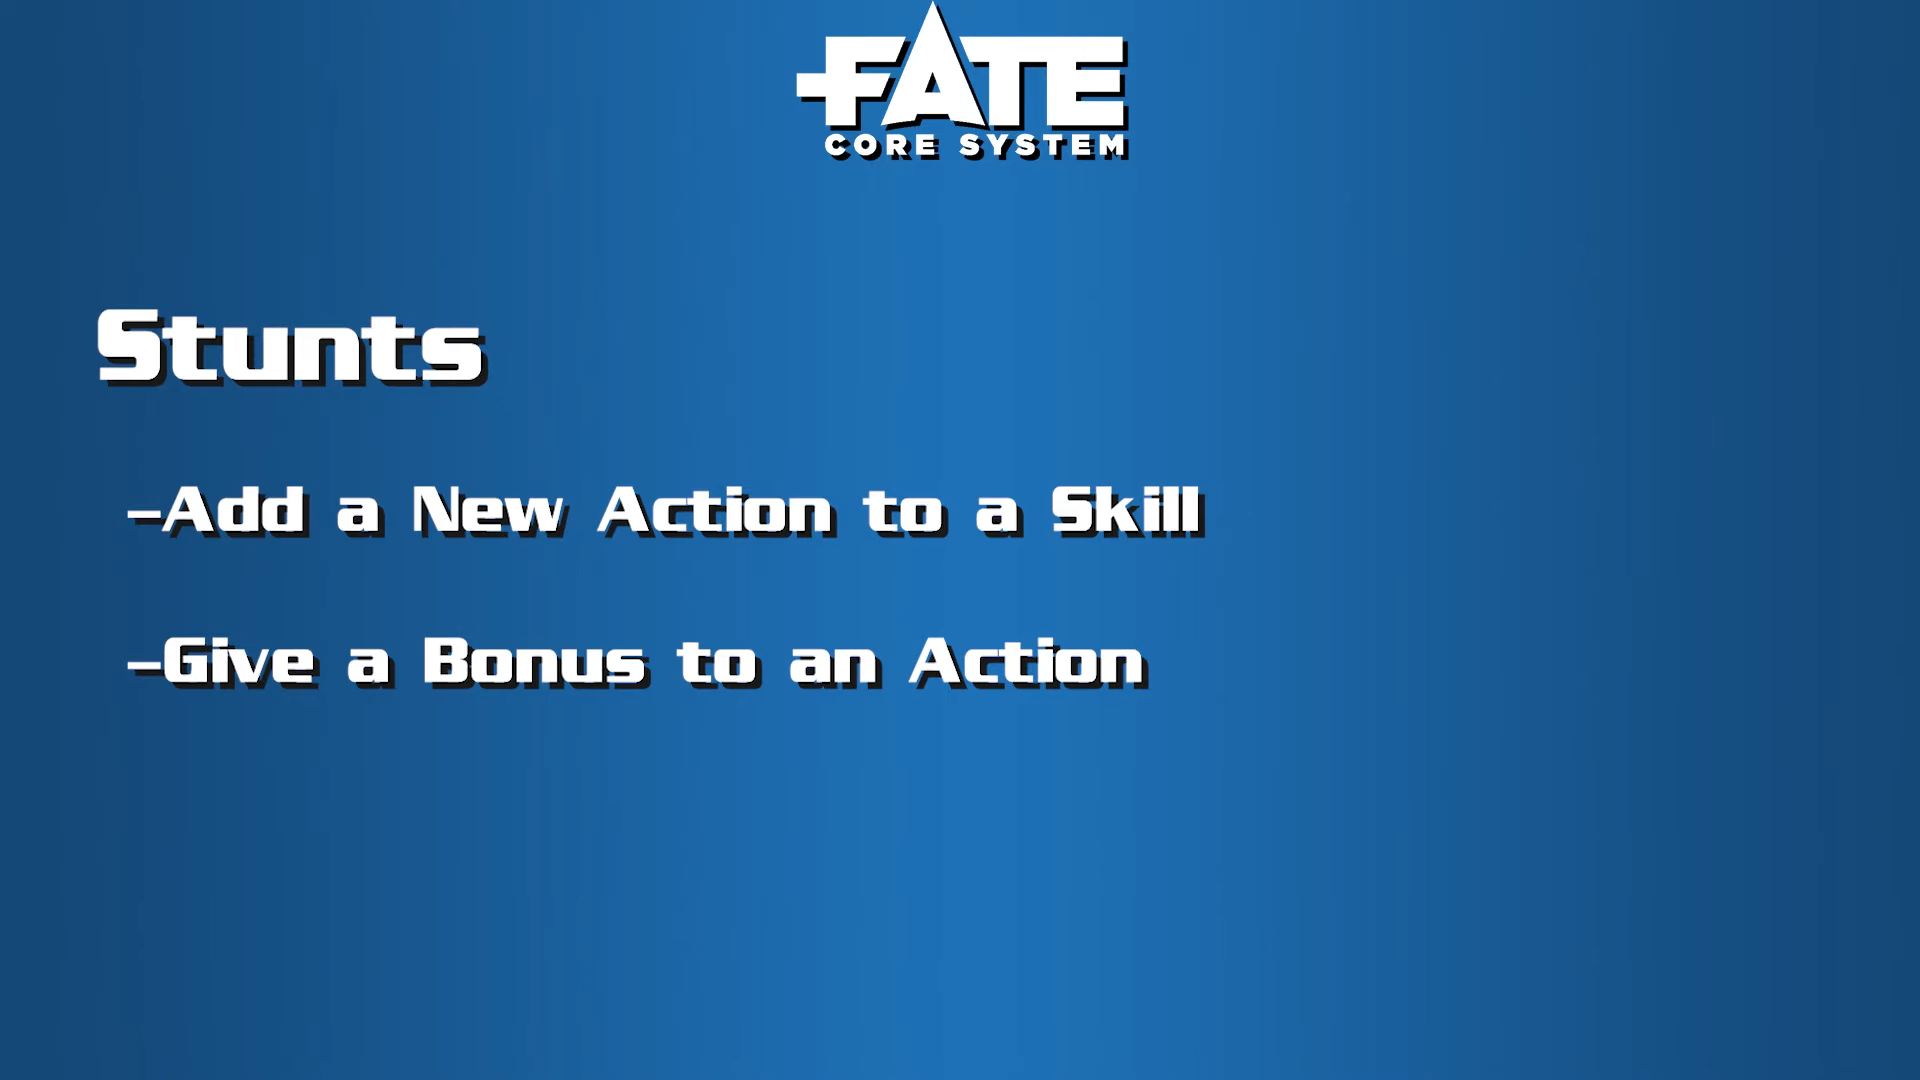 FATE
CORE SYSTEM
Stunts
-Add a New Action to a Skill
-Give a Bonus to an Action